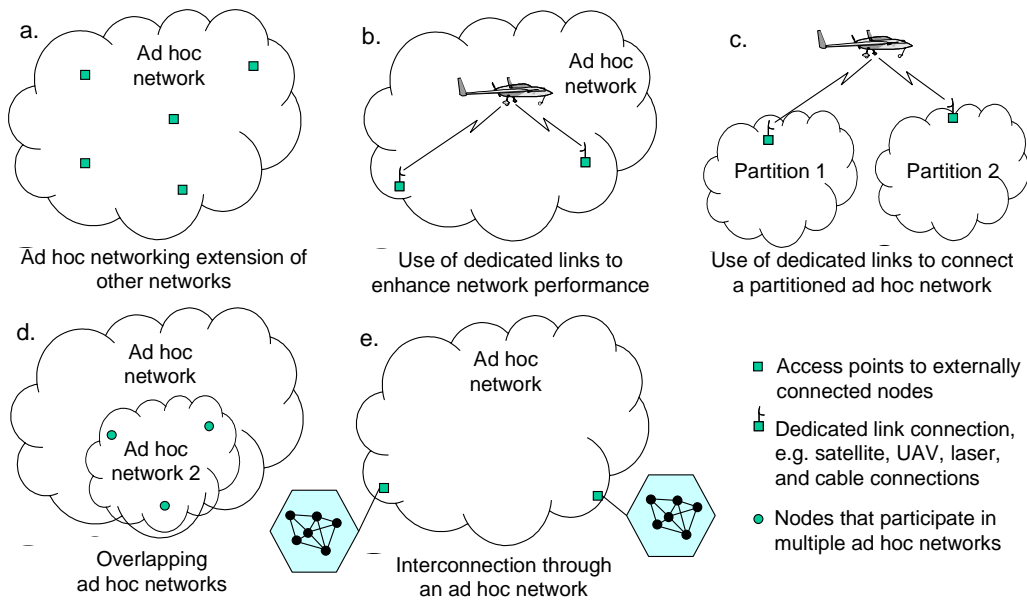 a.
Ad hoc
network
Ad hoc networking extension of
other networks
b.
Ad hoc
network
Use of dedicated links to
enhance network performance
c.
Partition 1
Partition 2
Use of dedicated links to connect
a partitioned ad hoc network
d.
Ad hoc
network
Ad hoc
network 2
Overlapping
ad hoc networks
e.
Ad hoc
network
Interconnection through
an ad hoc network
Access points to externally
connected nodes
Dedicated link connection,
e.g. satellite, UAV, laser,
and cable connections
Nodes that participate in
multiple ad hoc networks